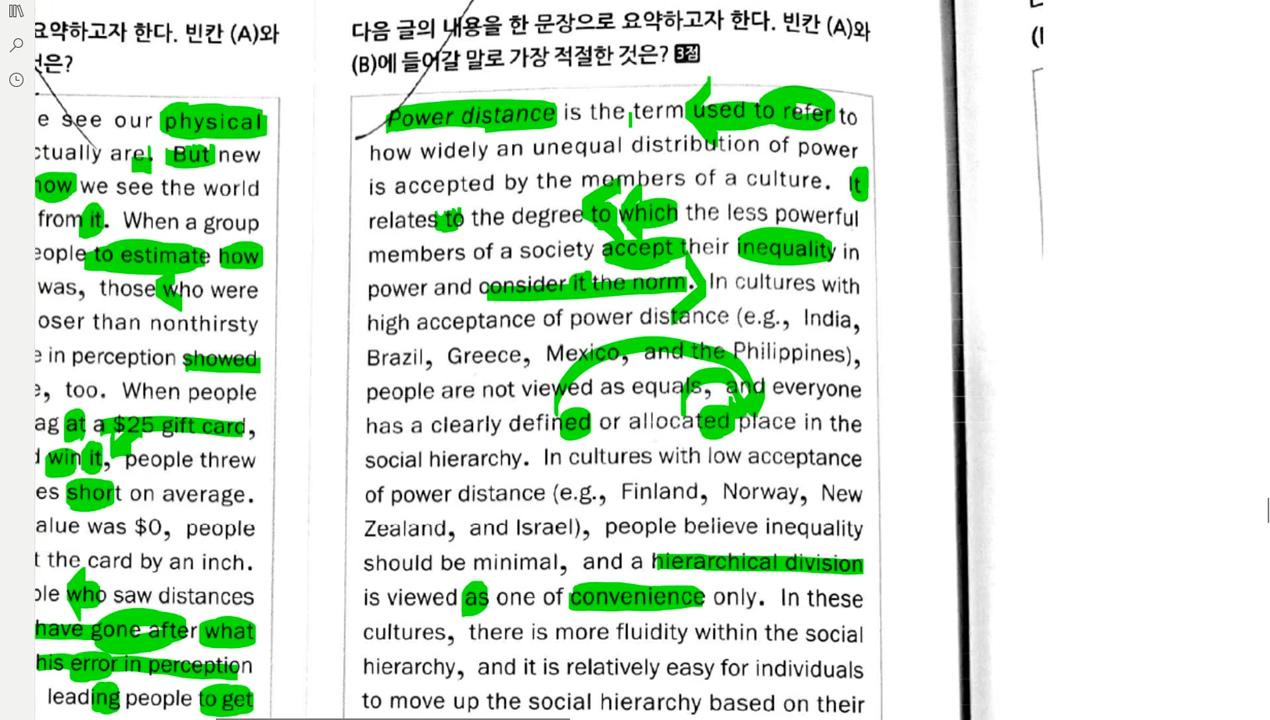 요약하고자 한다. 빈칸 (A)와
것은?
e see our physical
ctually are. But new
how we see the world
from it. When a group
eople to estimate how
was, those who were
oser than nonthirsty
e in perception showed
e, too. When people
ag at a $25 gift card,
d win it, people threw
es short on average.
alue was $0, people
t the card by an inch.
ple who saw distances
have gone after what
his error in perception
leading people to get
다음 글의 내용을 한 문장으로 요약하고자 한다. 빈칸 (A)와
(B)에 들어갈 말로 가장 적절한 것은? 3점
Power distance is the term used to refer to
how widely an unequal distribution of power
is accepted by the members of a culture. It
relates to the degree to which the less powerful
members of a society accept their inequality in
power and consider it the norm. In cultures with
high acceptance of power distance (e.g., India,
Brazil, Greece, Mexico, and the Philippines),
people are not viewed as equals, and everyone
has a clearly defined or allocated place in the
social hierarchy. In cultures with low acceptance
of power distance (e.g., Finland, Norway, New
Zealand, and Israel), people believe inequality
should be minimal, and a hierarchical division
is viewed as one of convenience only. In these
cultures, there is more fluidity within the social
hierarchy, and it is relatively easy for individuals
to move up the social hierarchy based on their